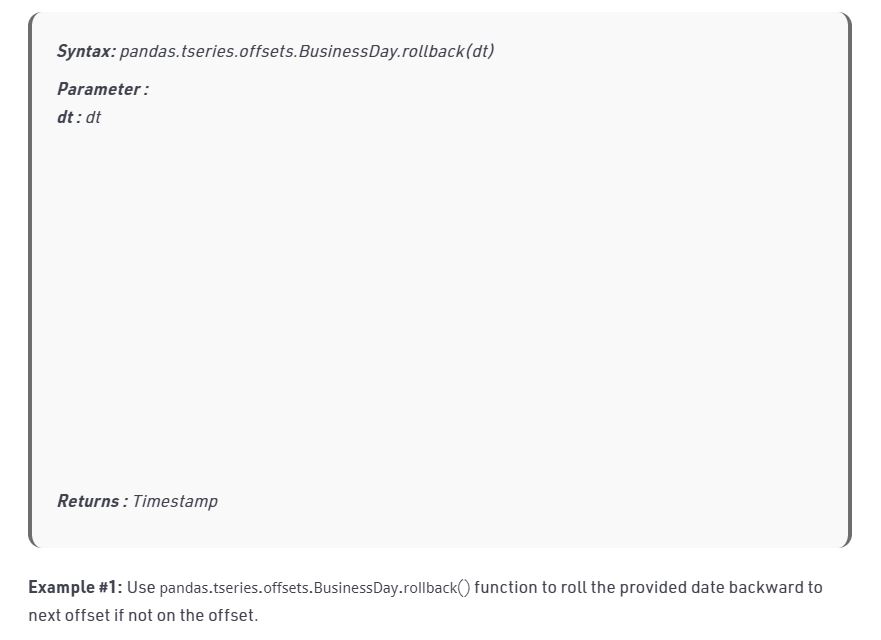 Syntax: pandas.tseries.offsets.BusinessDay.rollback(dt)
Parameter :
dt : dt
Returns : Timestamp
Example #1: Use pandas.tseries.offsets.BusinessDay.rollback() function to roll the provided date backward to
next offset if not on the offset.